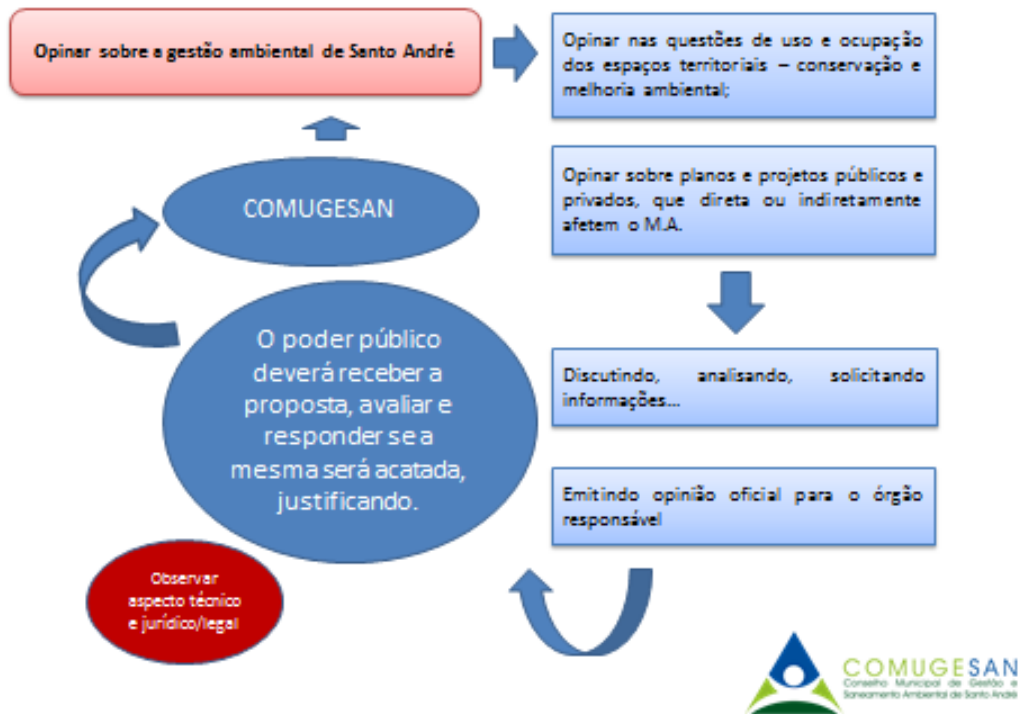 Opinar sobre a gestão ambiental de Santo André
Opinar nas questões de uso e ocupação
dos espaços territoriais – conservação e
melhoria ambiental;
COMUGESAN
Opinar sobre planos e projetos públicos e
privados, que direta ou indiretamente
afetem o M.A.
O poder público
deverá receber a
proposta, avaliar e
responder se a
mesma será acatada,
justificando.
Discutindo, analisando, solicitando
informações...
Emitindo opinião oficial para o órgão
responsável
Observar
aspecto técnico
e jurídico/legal
COMUGESAN
Conselho Municipal de Gestão e
Saneamento Ambiental de Santo André